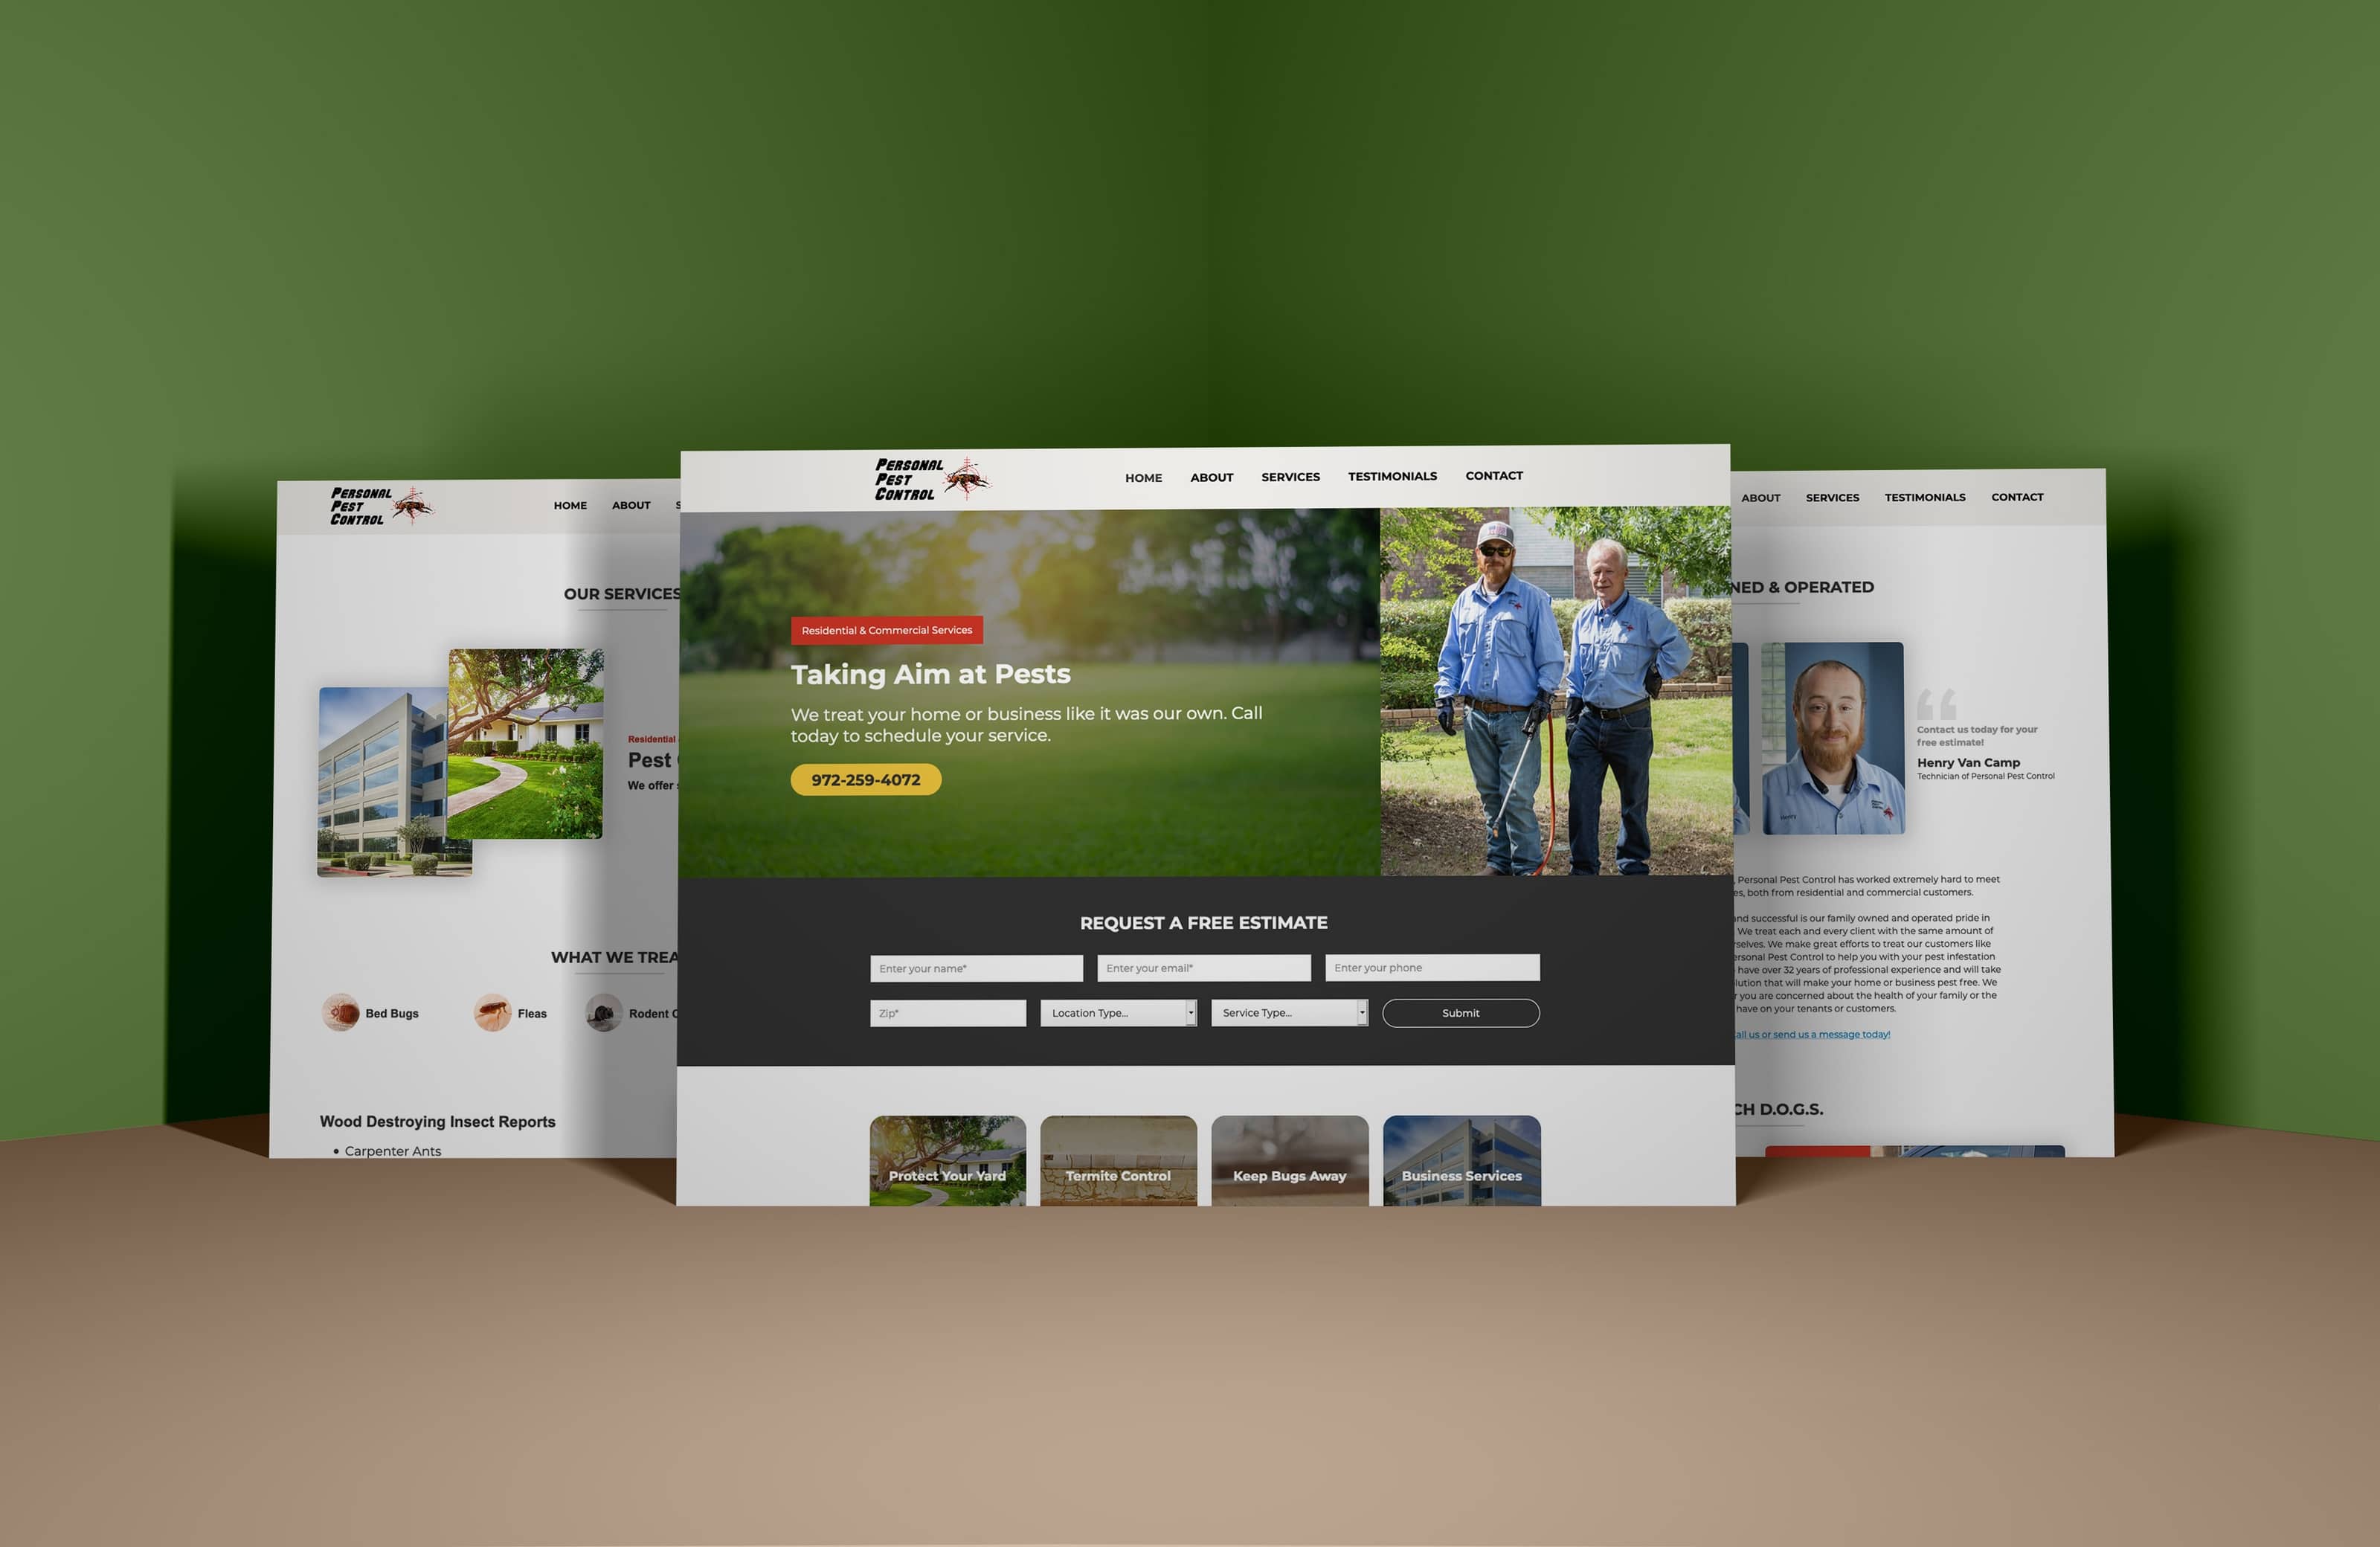 PERSONAL
PEST
CONTROL
HOME ABOUT
OUR SERVICES
Residential
Pest
We offer
WHAT WE
Bed Bugs
Fleas
Rodent
Wood Destroying Insect Reports
• Carpenter Ants
PERSONAL
PEST
CONTROL
HOME ABOUT SERVICES TESTIMONIALS CONTACT
Residential & Commercial Services
Taking Aim at Pests
We treat your home or business like it was our own. Call
today to schedule your service.
972-259-4072
REQUEST A FREE ESTIMATE
Enter your name* Enter your email* Enter your phone
Zip* Location Type... Service Type... Submit
Protect Your Yard Termite Control Keep Bugs Away Business Services
ABOUT SERVICES TESTIMONIALS CONTACT
& OPERATED
Contact us today for your
free estimate!
Henry Van Camp
Technician of Personal Pest Control
Henry
Personal Pest Control has worked extremely hard to meet
both from residential and commercial customers.
and successful is our family owned and operated pride in
We treat each and every client with the same amount of
We make great efforts to treat our customers like
Personal Pest Control to help you with your pest infestation
have over 32 years of professional experience and will take
that will make your home or business pest free. We
you are concerned about the health of your family or the
have on your tenants or customers.
us or send us a message today!
D.O.G.S.